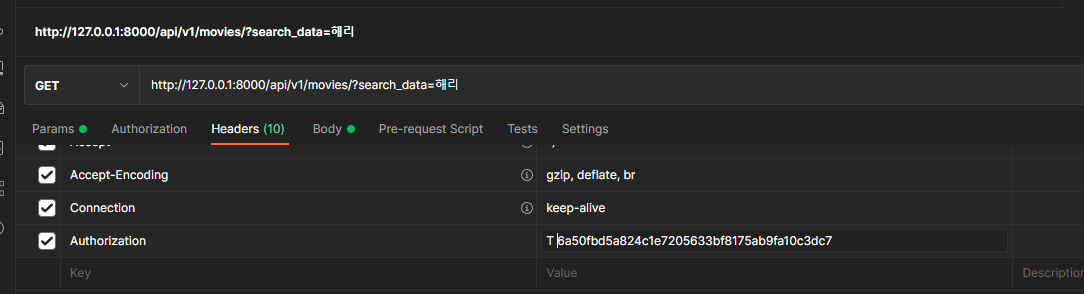 http://127.0.0.1:8000/api/v1/movies/?search_data=해리
GET http://127.0.0.1:8000/api/v1/movies/?search_data=해리
Params Authorization Headers (10) Body Pre-request Script Tests Settings
Accept-Encoding gzip, deflate, br
Connection keep-alive
Authorization T 6a50fbd5a824c1e7205633bf8175ab9fa10c3dc7
Key Value Description